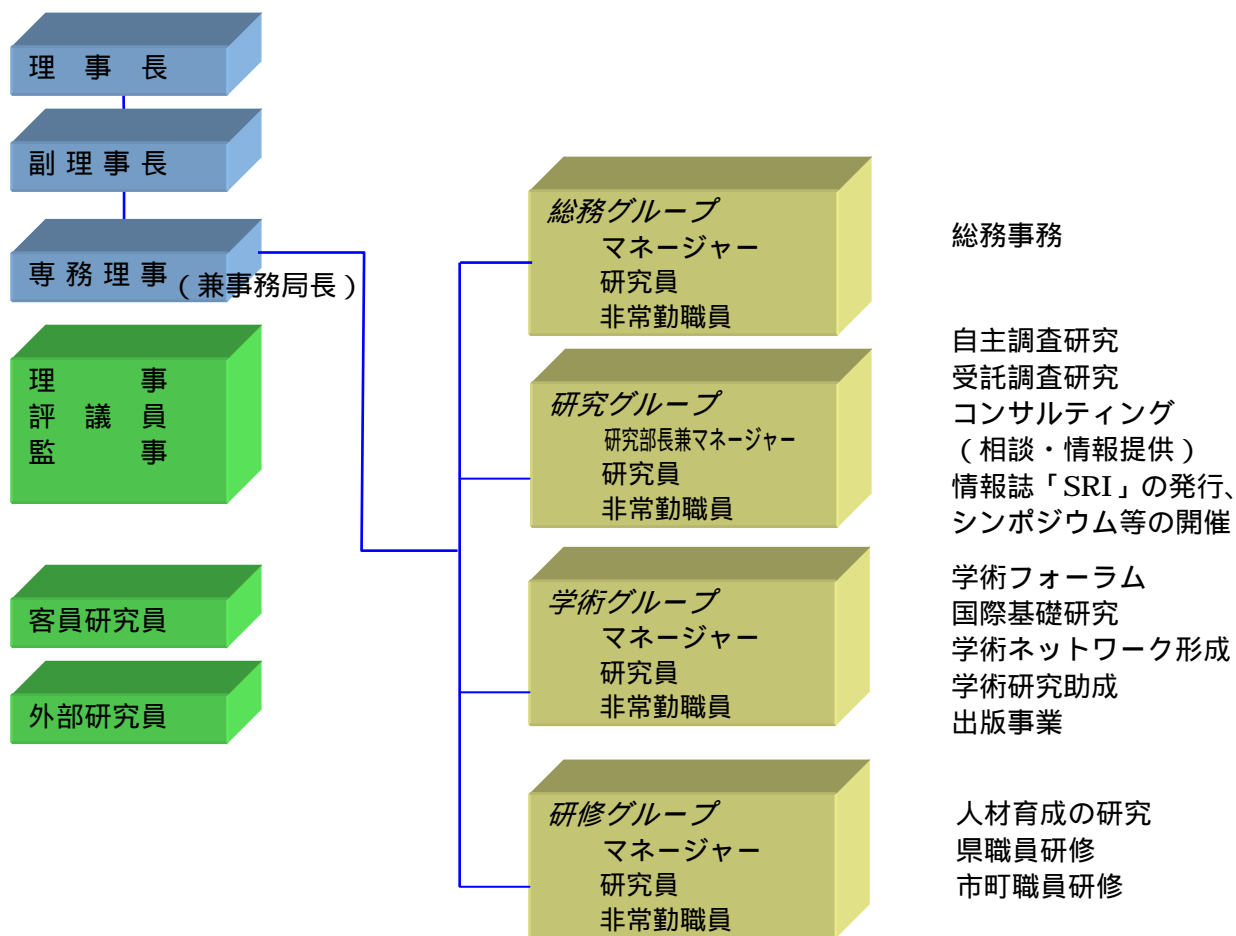 理事長
副理事長
専務理事(兼事務局長)
理事
評議員
監事
客員研究員
外部研究員
総務グループ
マネージャー
研究員
非常勤職員
総務事務
研究グループ
研究部長兼マネージャー
研究員
非常勤職員
自主調査研究
受託調査研究
コンサルティング
(相談・情報提供)
情報誌「SRI」の発行、
シンポジウム等の開催
学術グループ
マネージャー
研究員
非常勤職員
学術フォーラム
国際基礎研究
学術ネットワーク形成
学術研究助成
出版事業
研修グループ
マネージャー
研究員
非常勤職員
人材育成の研究
県職員研修
市町職員研修